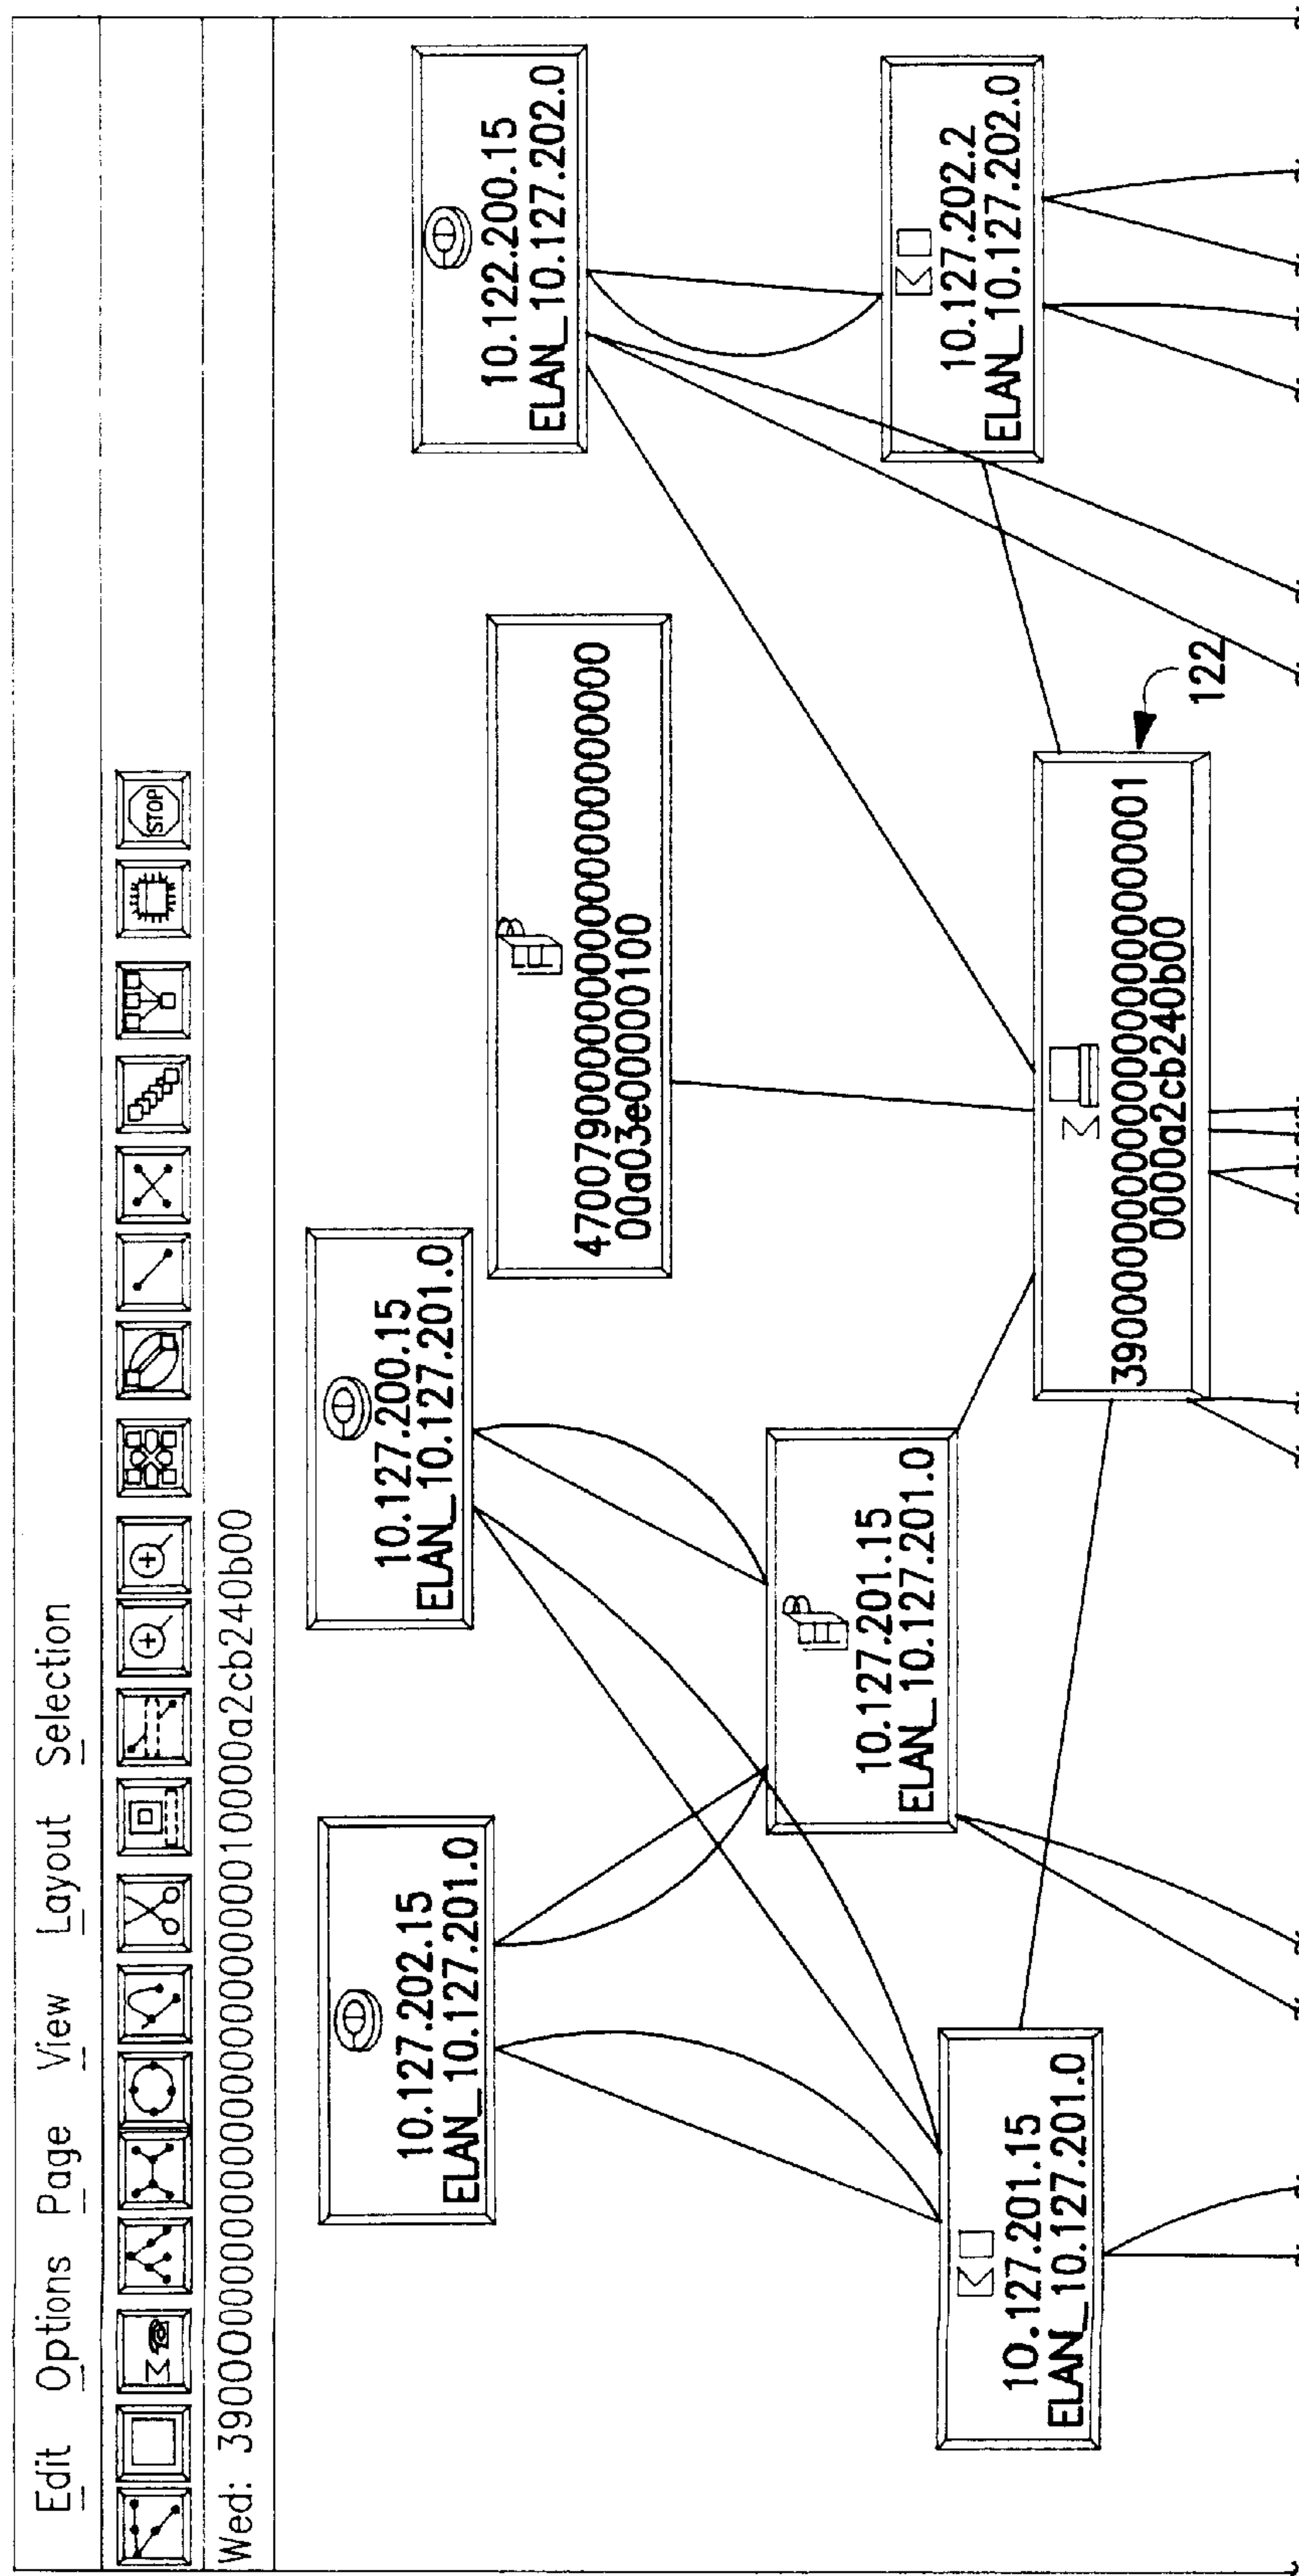 Edit Options Page View Layout Selection
STOP
Wed: 390000000000000000000000010000a2cb240b00
10.127.202.15
ELAN_10.127.201.0
10.127.200.15
ELAN_10.127.201.0
47007900000000000000000000
00a03e00000100
10.122.200.15
ELAN_10.127.202.0
10.127.201.15
ELAN_10.127.201.0
10.127.201.15
ELAN_10.127.201.0
39000000000000000000000001
0000a2cb240b00
122
10.127.202.2
ELAN_10.127.202.0